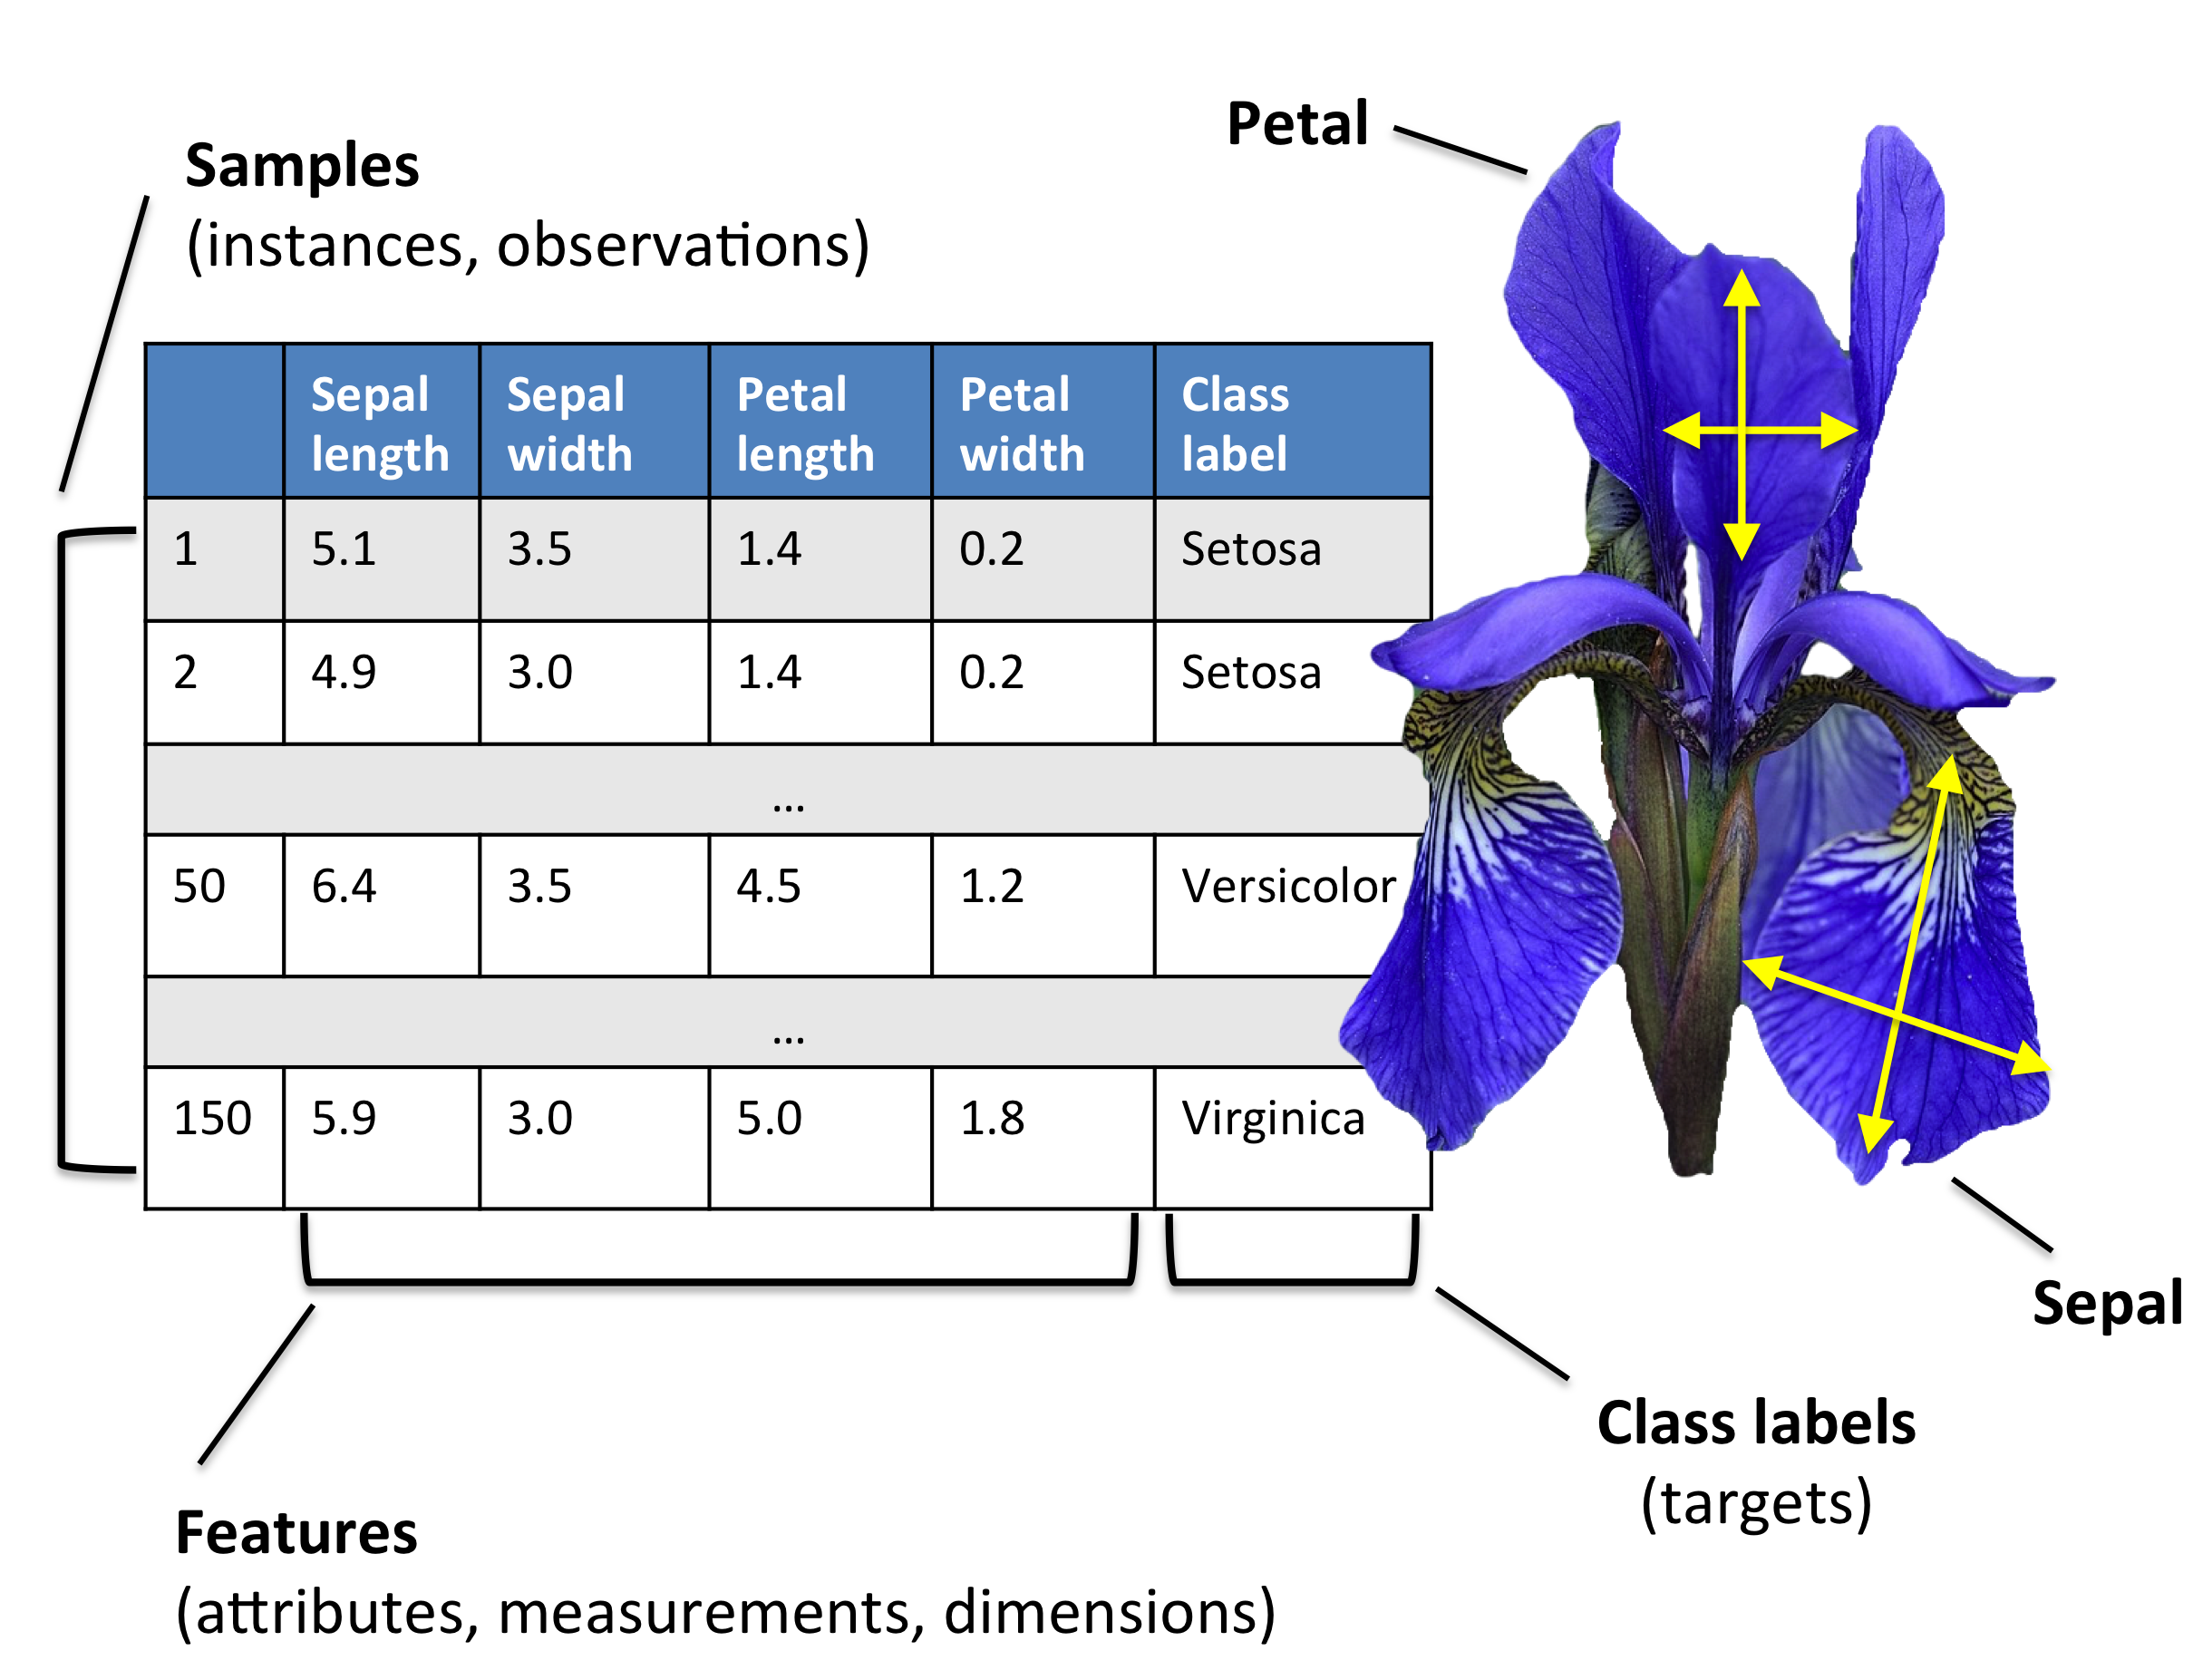 Petal
Samples
(instances, observations)
Sepal length Sepal width Petal length Petal width Class label
1 5.1 3.5 1.4 0.2 Setosa
2 4.9 3.0 1.4 0.2 Setosa
...
50 6.4 3.5 4.5 1.2 Versicolor
...
150 5.9 3.0 5.0 1.8 Virginica
Sepal
Class labels
(targets)
Features
(attributes, measurements, dimensions)